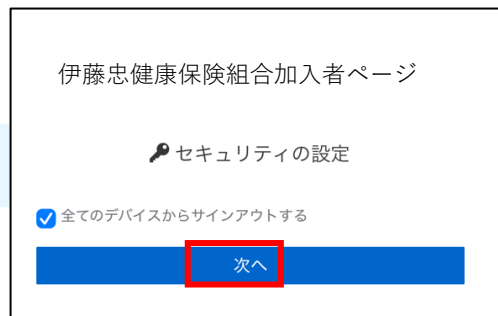 伊藤忠健康保険組合加入者ページ
セキュリティの設定
全てのデバイスからサインアウトする
次へ